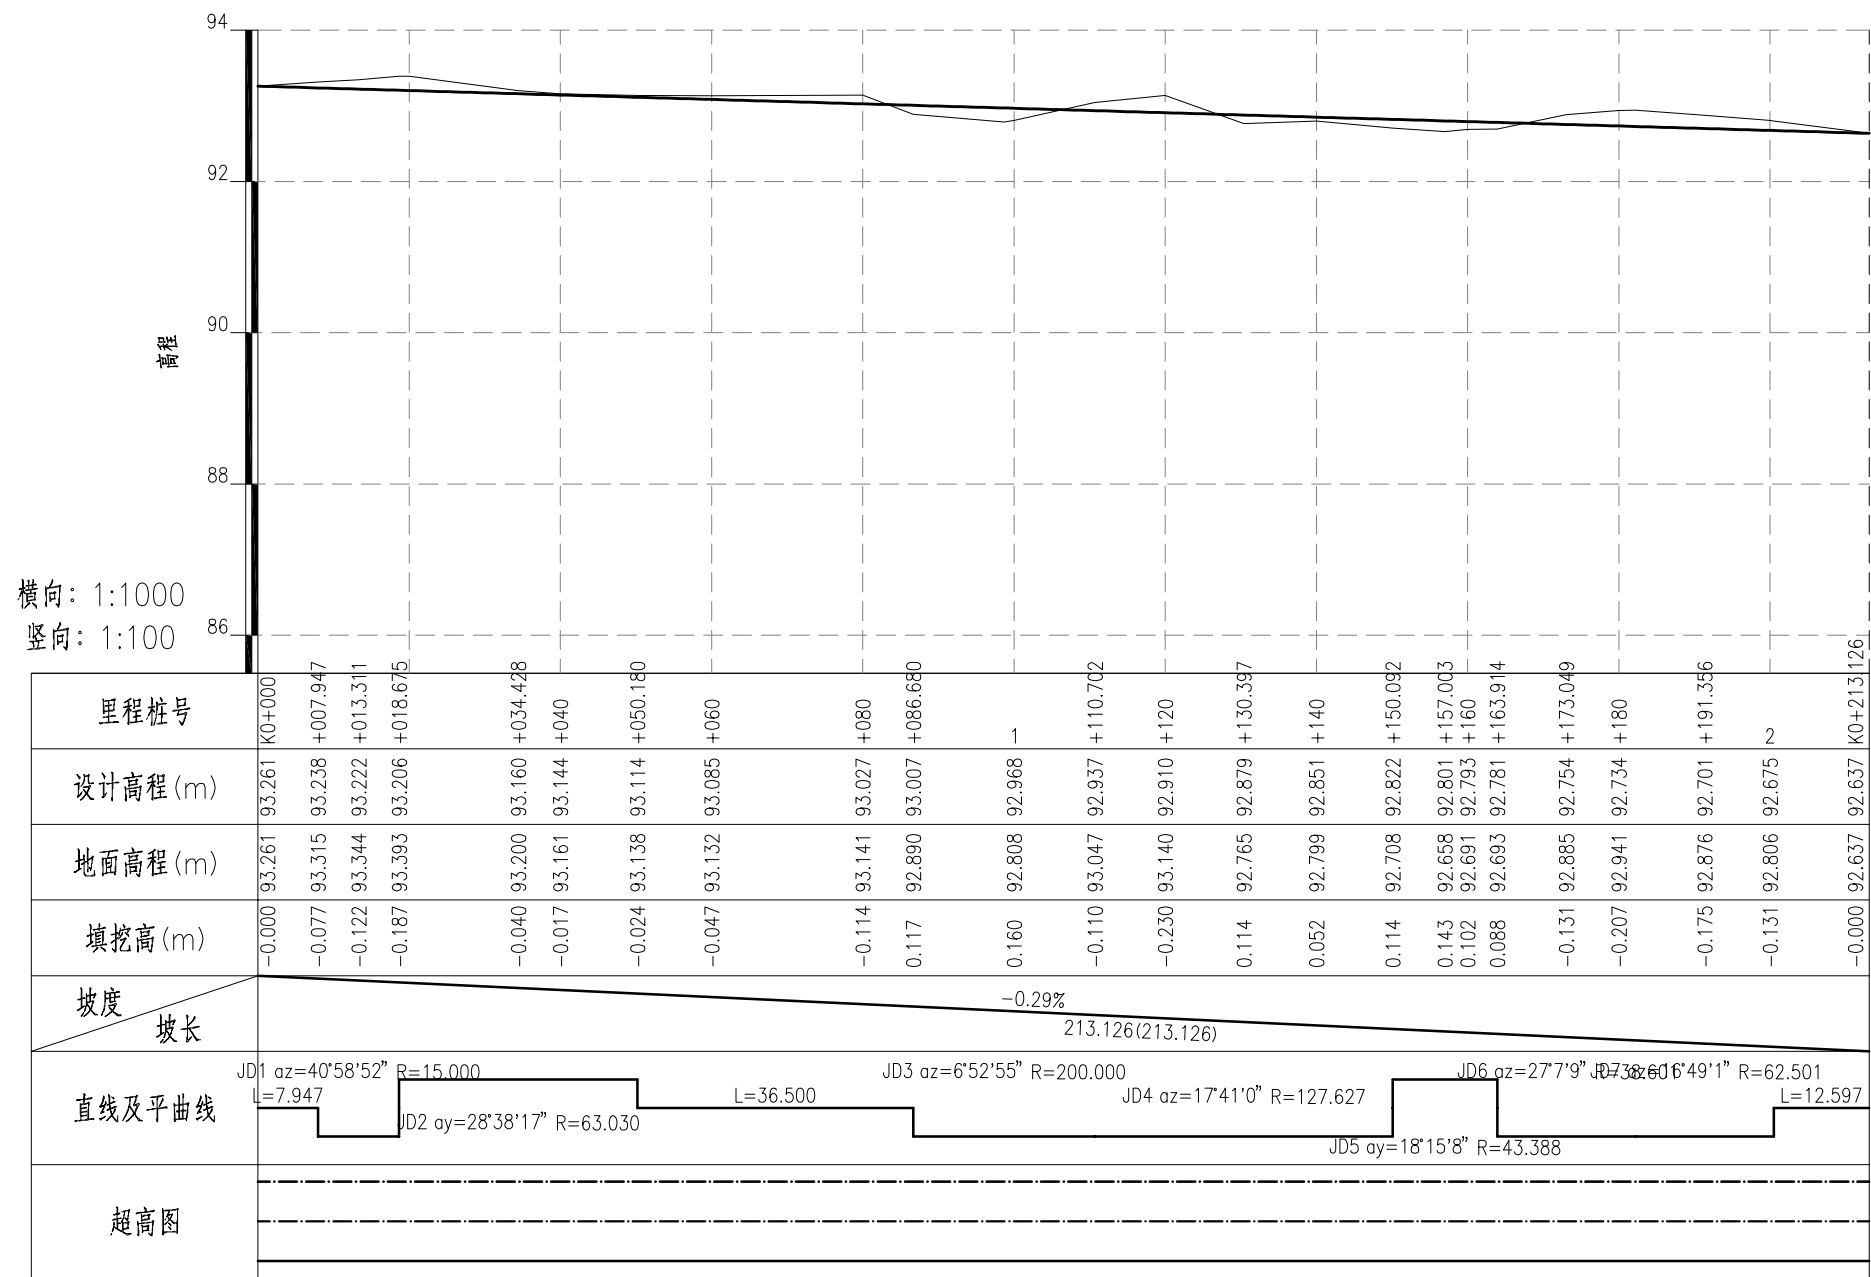 94
92
90
88
86
高程
横向: 1:1000
竖向: 1:100
里程桩号 K0+000 +007.947 +013.311 +018.675 +034.428 +040 +050.180 +060 +080 +086.680 1 +110.702 +120 +130.397 +140 +150.092 +157.003 +160 +163.914 +173.049 +180 +191.356 2 K0+213.126
设计高程(m) 93.261 93.238 93.222 93.206 93.160 93.144 93.114 93.085 93.027 93.007 92.968 92.937 92.910 92.879 92.851 92.822 92.801 92.793 92.781 92.754 92.734 92.701 92.675 92.637
地面高程(m) 93.261 93.315 93.344 93.393 93.200 93.161 93.138 93.132 93.141 92.890 92.808 93.047 93.140 92.765 92.799 92.708 92.658 92.691 92.693 92.885 92.941 92.876 92.806 92.637
填挖高(m) -0.000 -0.077 -0.122 -0.187 -0.040 -0.017 -0.024 -0.047 -0.114 0.117 0.160 -0.110 -0.230 0.114 0.052 0.114 0.143 0.102 0.088 -0.131 -0.207 -0.175 -0.131 -0.000
坡度
坡长
-0.29%
213.126(213.126)
直线及平曲线
JD1 az=40°58'52" R=15.000
L=7.947
JD2 ay=28°38'17" R=63.030
L=36.500
JD3 az=6°52'55" R=200.000
JD4 az=17°41'0" R=127.627
JD5 ay=18°15'8" R=43.388
JD6 az=27°7'9" R=38.601
JD7 az=16°49'1" R=62.501
L=12.597
超高图